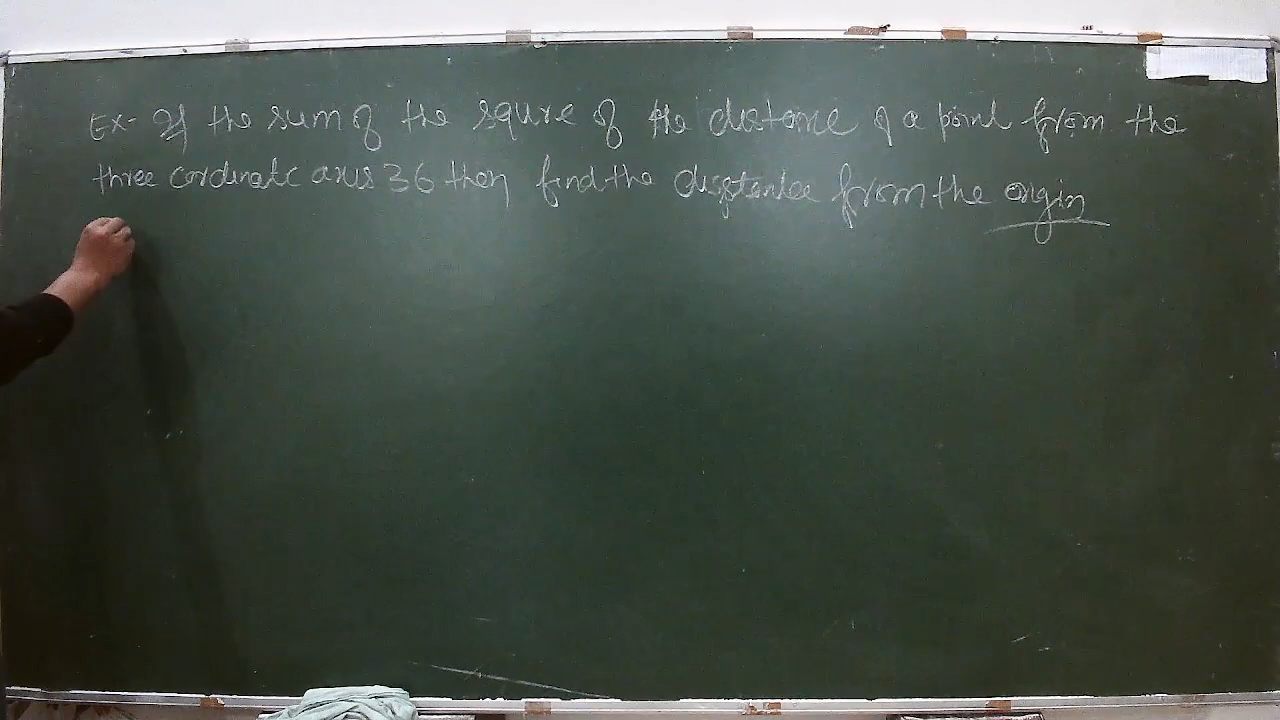 Ex- If the sum of the squre of the distance of a point from the
three cordinate axis 36 then find the distance from the origin